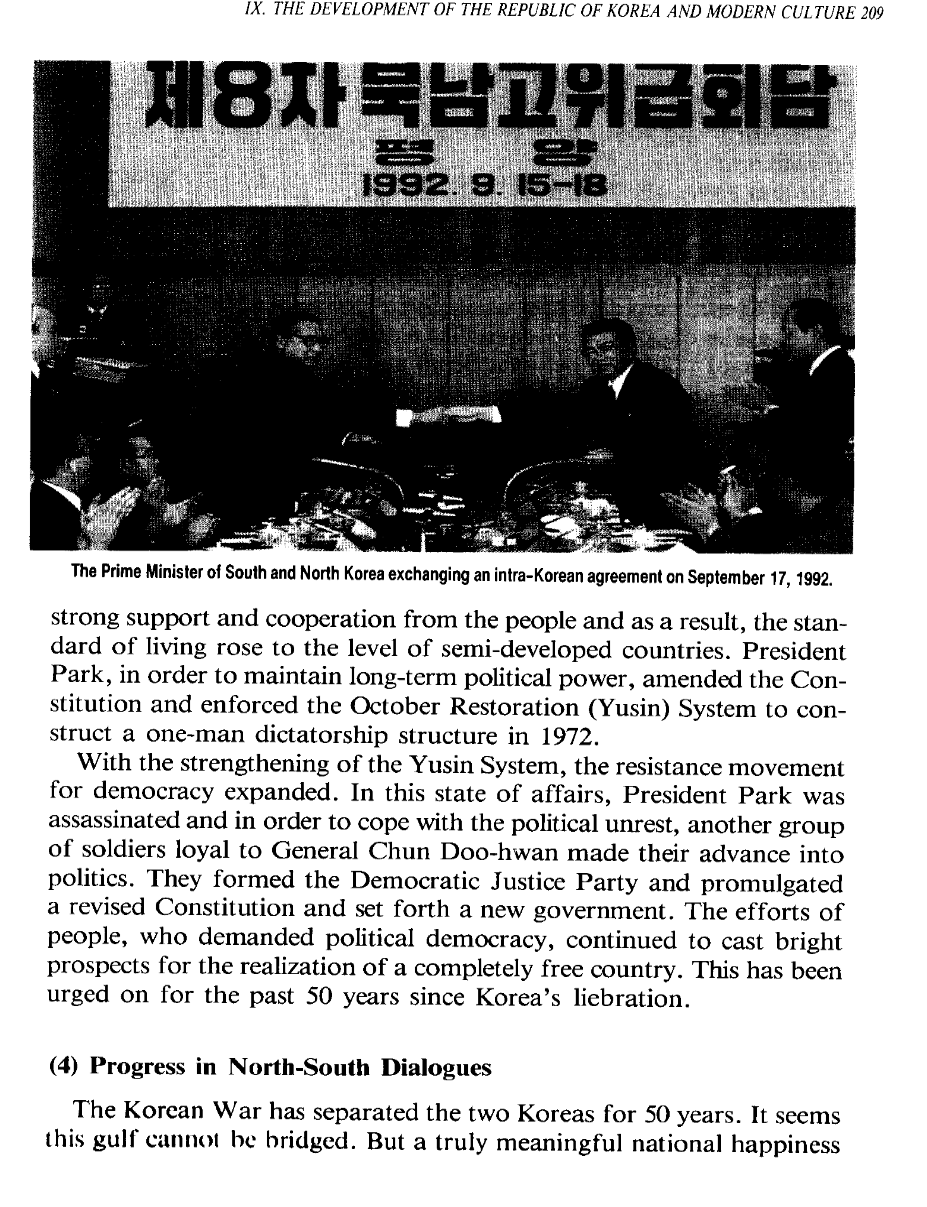 IX. THE DEVELOPMENT OF THE REPUBLIC OF KOREA AND MODERN CULTURE 209
제8차 북남고위급회담
평 양
1992. 9. 15-18
The Prime Minister of South and North Korea exchanging an intra-Korean agreement on September 17, 1992.
strong support and cooperation from the people and as a result, the stan-
dard of living rose to the level of semi-developed countries. President
Park, in order to maintain long-term political power, amended the Con-
stitution and enforced the October Restoration (Yusin) System to con-
struct a one-man dictatorship structure in 1972.
With the strengthening of the Yusin System, the resistance movement
for democracy expanded. In this state of affairs, President Park was
assassinated and in order to cope with the political unrest, another group
of soldiers loyal to General Chun Doo-hwan made their advance into
politics. They formed the Democratic Justice Party and promulgated
a revised Constitution and set forth a new government. The efforts of
people, who demanded political democracy, continued to cast bright
prospects for the realization of a completely free country. This has been
urged on for the past 50 years since Korea's liebration.
(4) Progress in North-South Dialogues
The Korean War has separated the two Koreas for 50 years. It seems
this gulf cannot be bridged. But a truly meaningful national happiness